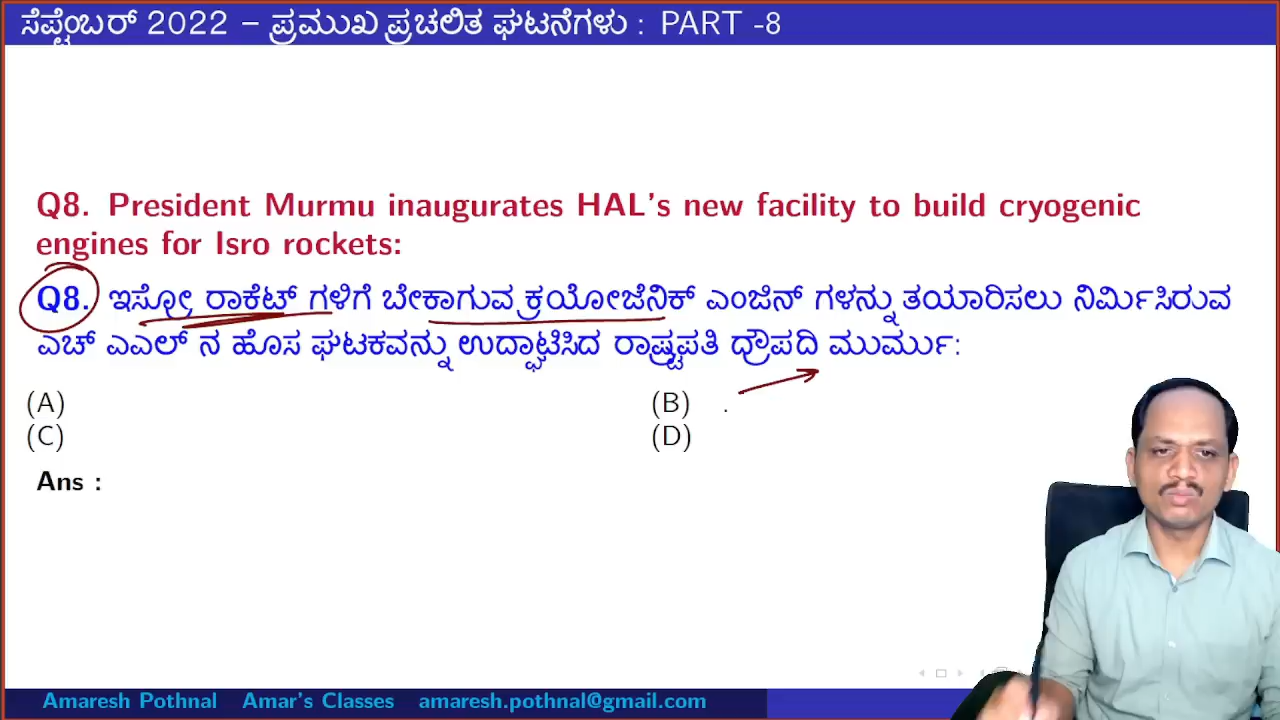 ಸೆಪ್ಟೆಂಬರ್ 2022 – ಪ್ರಮುಖ ಪ್ರಚಲಿತ ಘಟನೆಗಳು : PART -8
Q8. President Murmu inaugurates HAL's new facility to build cryogenic
engines for Isro rockets:
Q8. ಇಸ್ರೋ ರಾಕೆಟ್ ಗಳಿಗೆ ಬೇಕಾಗುವ ಕ್ರಯೋಜೆನಿಕ್ ಎಂಜಿನ್ ಗಳನ್ನು ತಯಾರಿಸಲು ನಿರ್ಮಿಸಿರುವ
ಎಚ್ ಎಎಲ್ ನ ಹೊಸ ಘಟಕವನ್ನು ಉದ್ಘಾಟಿಸಿದ ರಾಷ್ಟ್ರಪತಿ ಧ್ರೌಪದಿ ಮುರ್ಮು:
(A) (B) .
(C) (D)
Ans :
Amaresh Pothnal Amar's Classes amaresh.pothnal@gmail.com